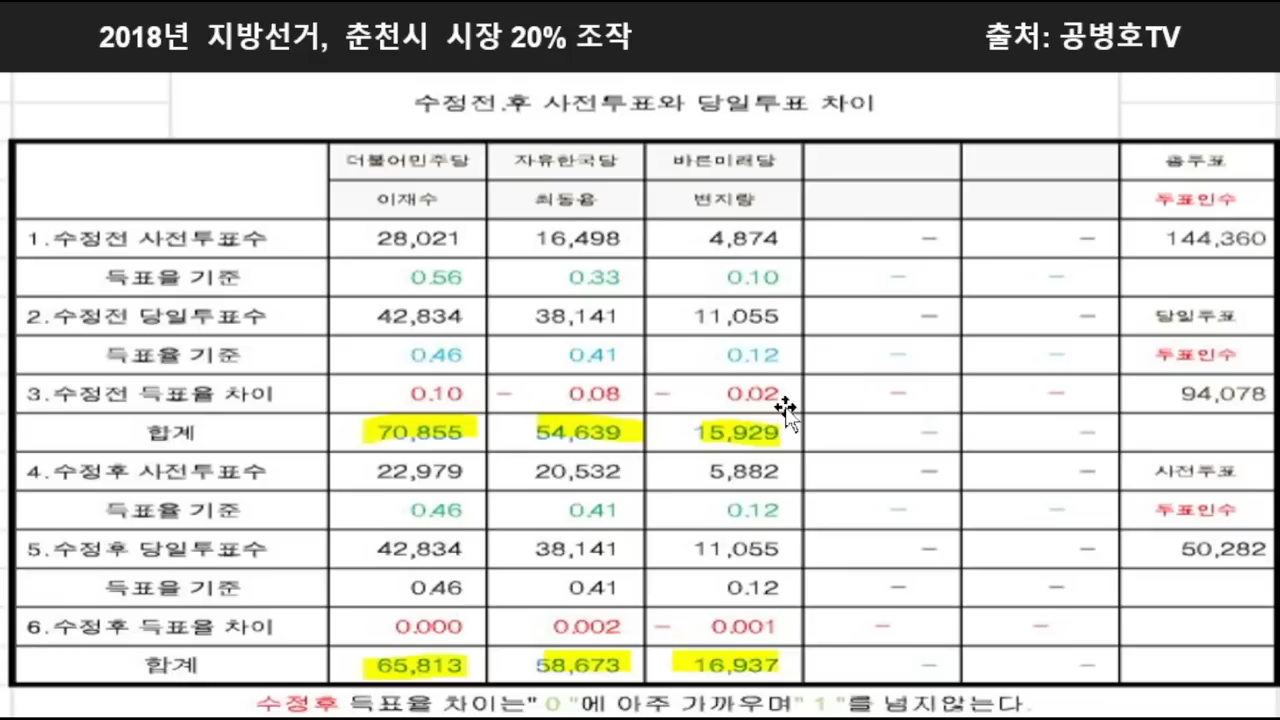 2018년 지방선거, 춘천시 시장 20% 조작 출처: 공병호TV
수정전.후 사전투표와 당일투표 차이
더불어민주당 자유한국당 바른미래당 총투표
이재수 최동용 변지량 투표인수
1.수정전 사전투표수 28,021 16,498 4,874 – – 144,360
득표율 기준 0.56 0.33 0.10 – –
2.수정전 당일투표수 42,834 38,141 11,055 – – 당일투표
득표율 기준 0.46 0.41 0.12 – – 투표인수
3.수정전 득표율 차이 0.10 – 0.08 – 0.02 – – 94,078
합계 70,855 54,639 15,929 – –
4.수정후 사전투표수 22,979 20,532 5,882 – – 사전투표
득표율 기준 0.46 0.41 0.12 – – 투표인수
5.수정후 당일투표수 42,834 38,141 11,055 – – 50,282
득표율 기준 0.46 0.41 0.12 – –
6.수정후 득표율 차이 0.000 0.002 – 0.001 – –
합계 65,813 58,673 16,937 – –
수정후 득표율 차이는" 0 "에 아주 가까우며" 1 "를 넘지않는다.